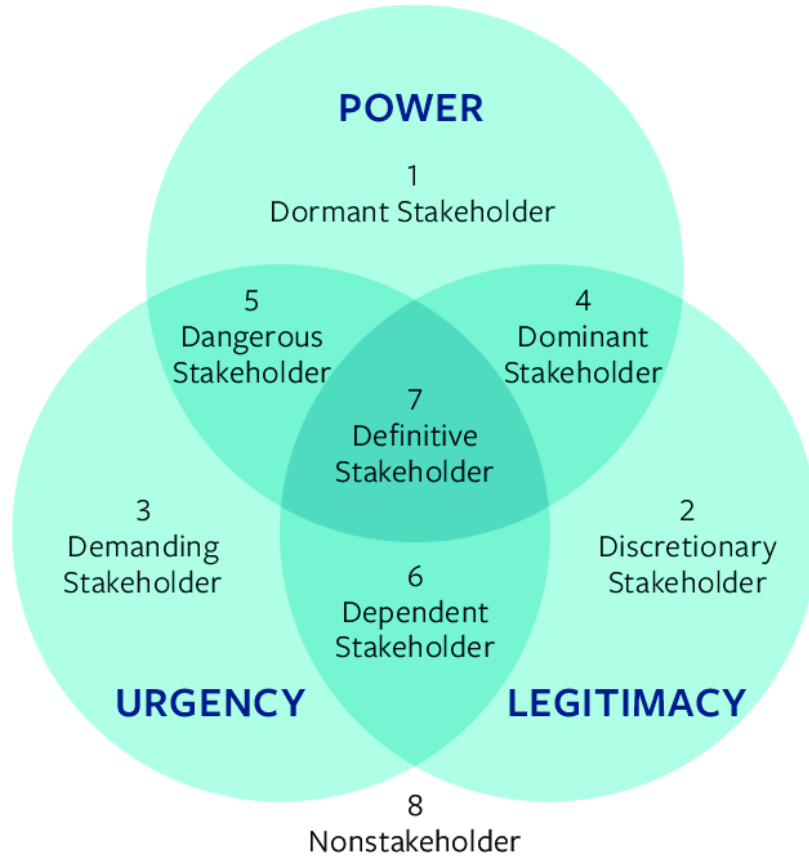 POWER
1
Dormant Stakeholder
5
Dangerous
Stakeholder
4
Dominant
Stakeholder
7
Definitive
Stakeholder
3
Demanding
Stakeholder
2
Discretionary
Stakeholder
6
Dependent
Stakeholder
URGENCY
LEGITIMACY
8
Nonstakeholder